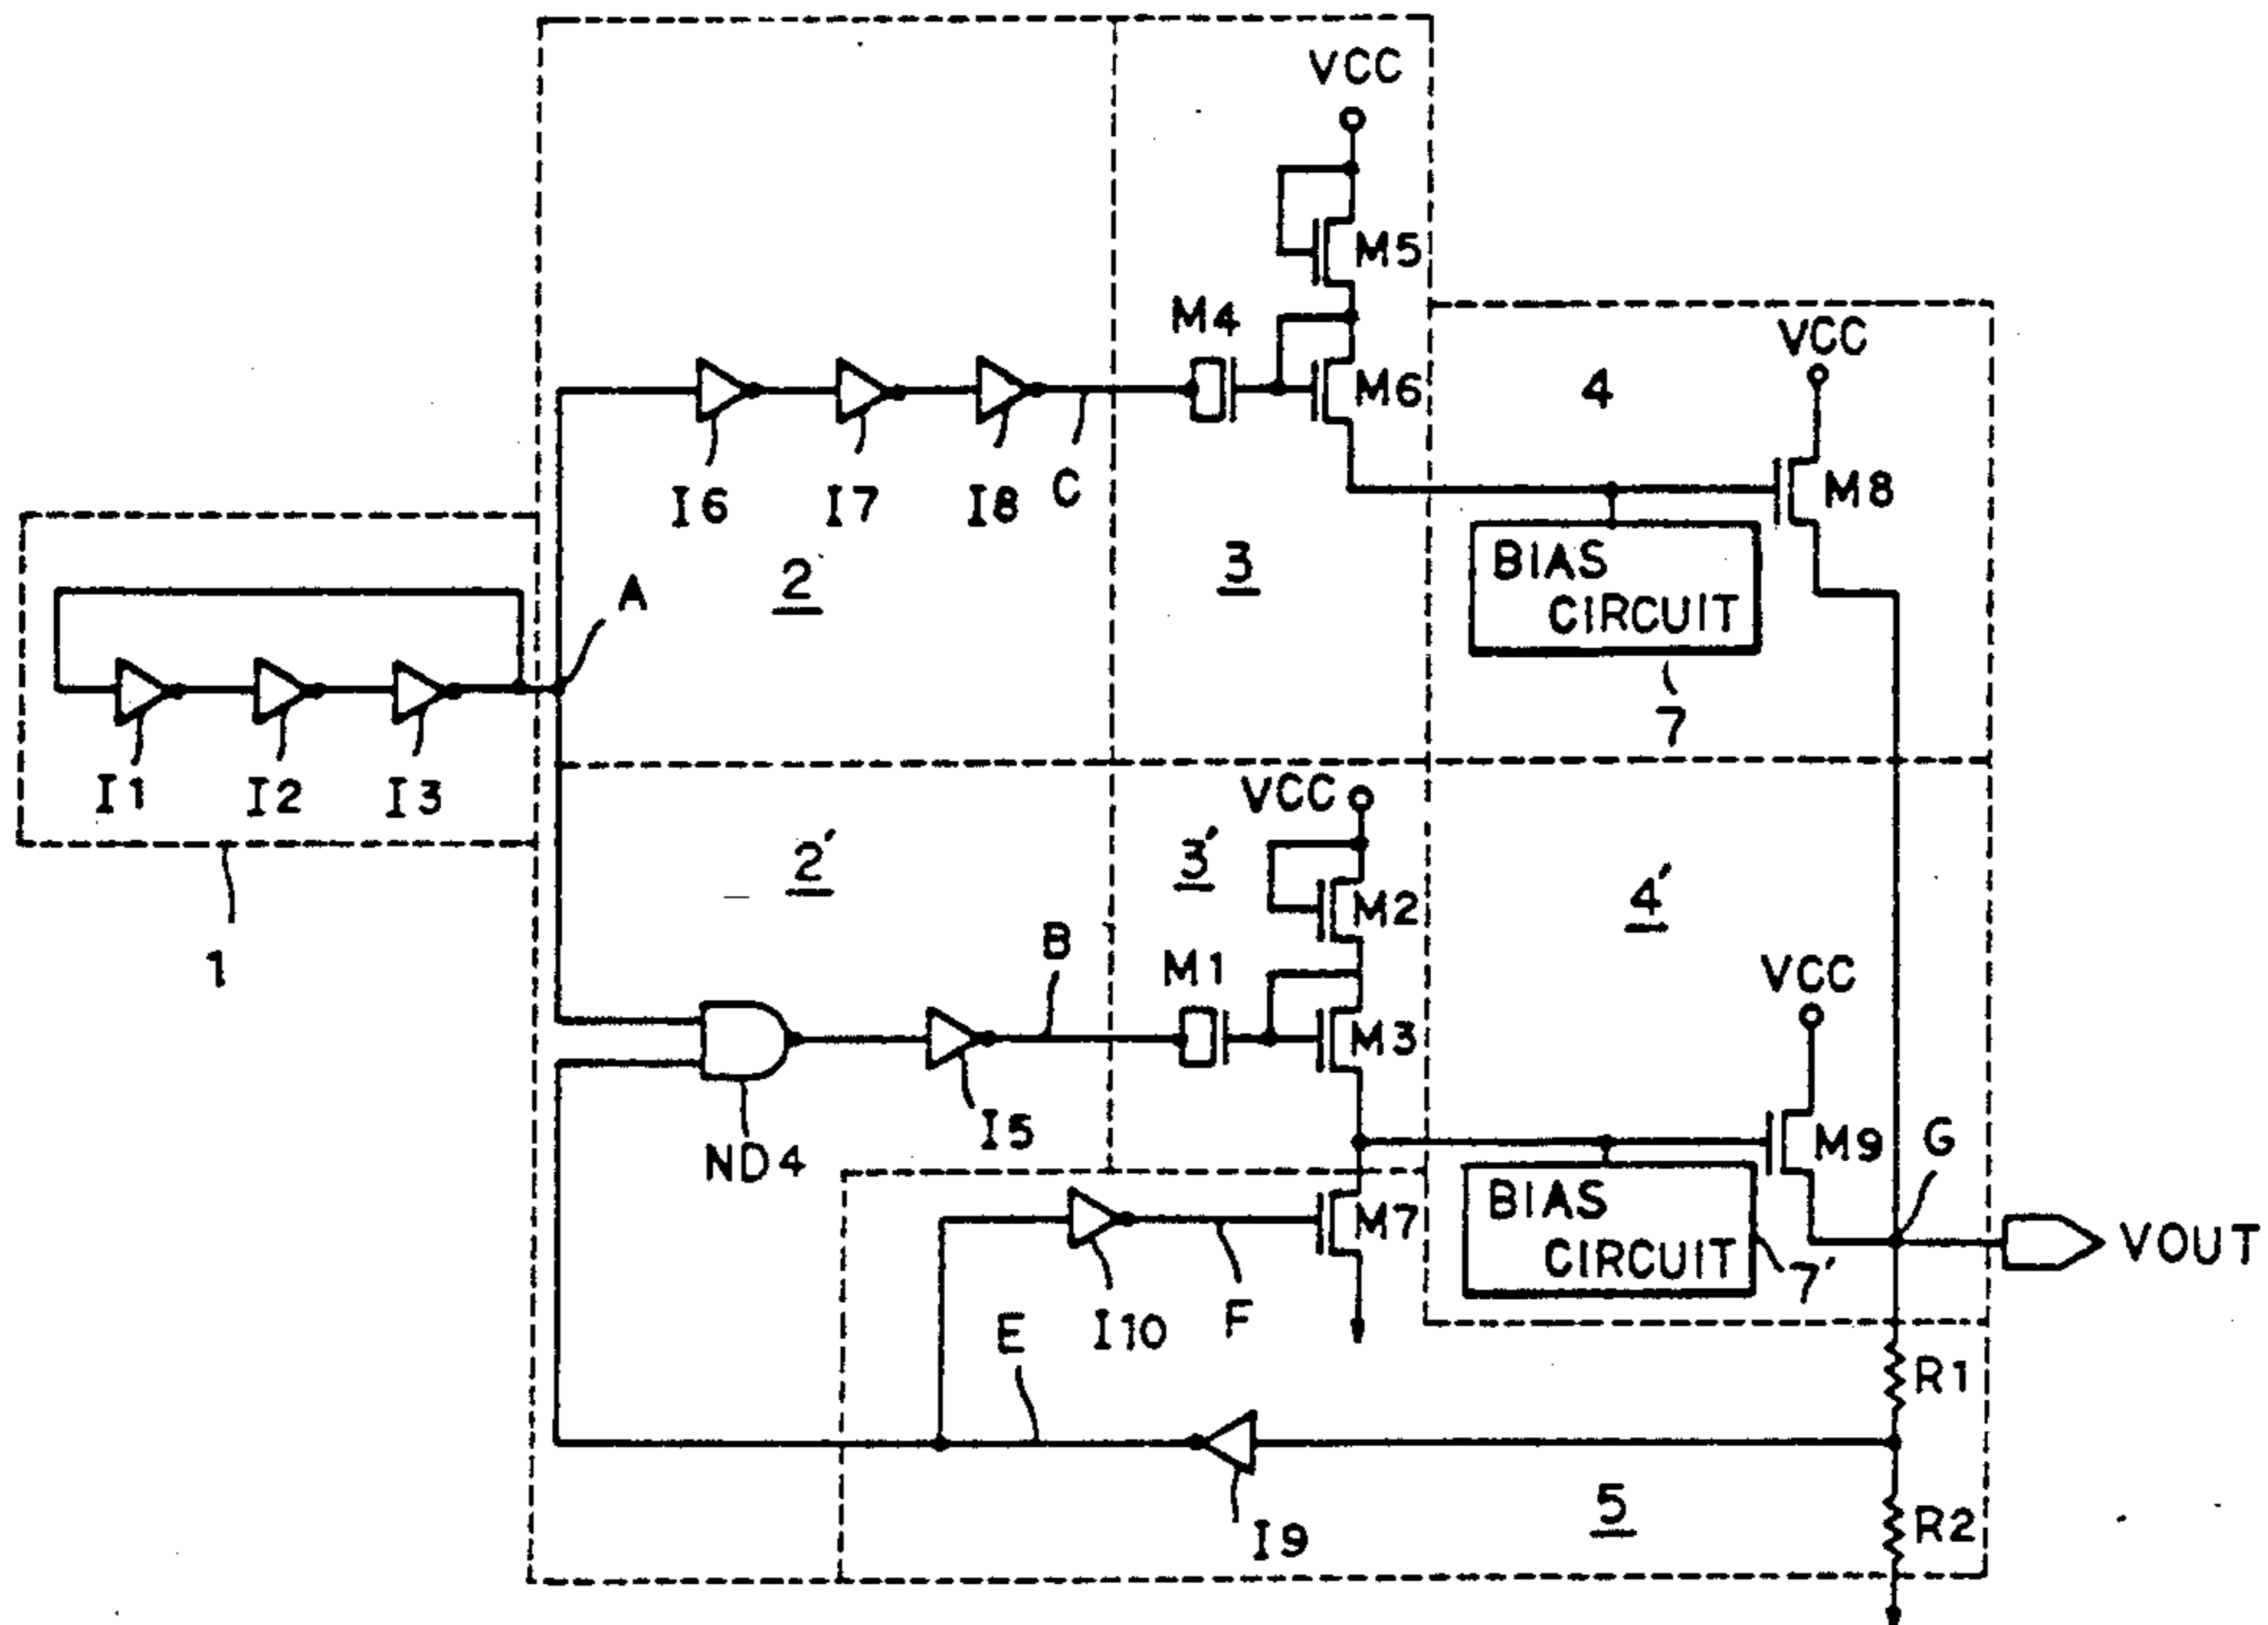 VCC
M5
M4
M6
VCC
4
M8
I6
I7
I8
C
BIAS
CIRCUIT
7
2
3
A
I1
I2
I3
1
VCC
2'
3'
4'
M2
B
M1
M3
VCC
ND4
I5
M9
G
M7
BIAS
CIRCUIT
7'
VOUT
I10
F
E
R1
I9
5
R2